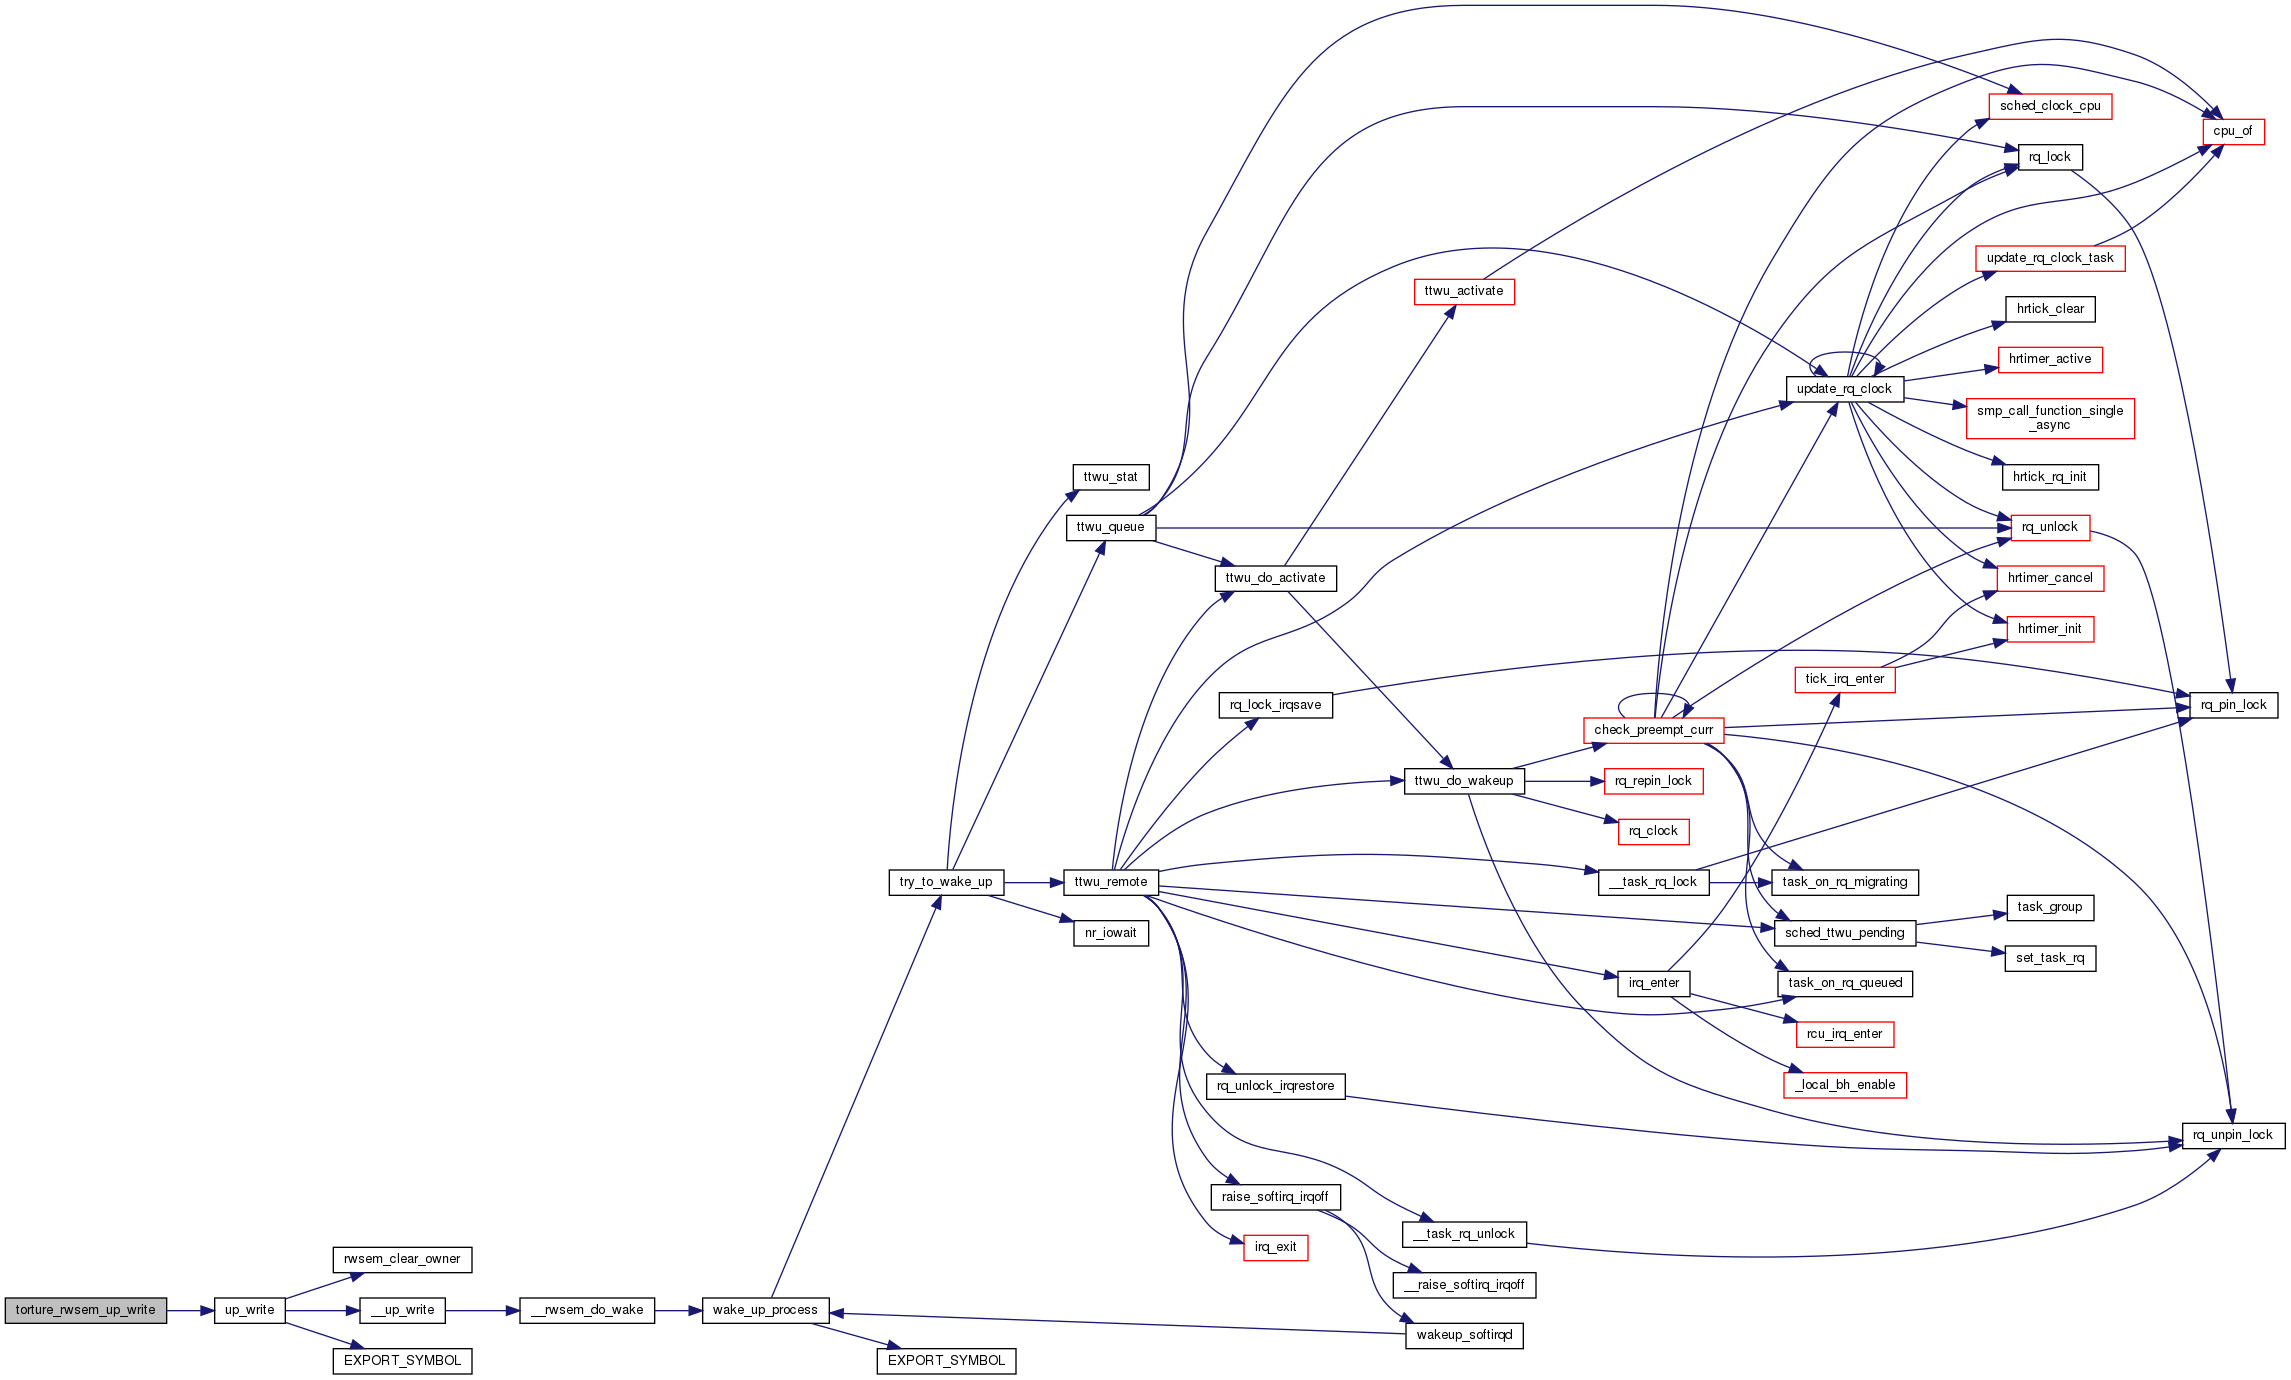 sched_clock_cpu
cpu_of
rq_lock
update_rq_clock_task
ttwu_activate
hrtick_clear
hrtimer_active
update_rq_clock
smp_call_function_single
_async
ttwu_stat
hrtick_rq_init
ttwu_queue
rq_unlock
ttwu_do_activate
hrtimer_cancel
hrtimer_init
tick_irq_enter
rq_lock_irqsave
rq_pin_lock
check_preempt_curr
ttwu_do_wakeup
rq_repin_lock
rq_clock
try_to_wake_up
ttwu_remote
__task_rq_lock
task_on_rq_migrating
task_group
nr_iowait
sched_ttwu_pending
set_task_rq
irq_enter
task_on_rq_queued
rcu_irq_enter
rq_unlock_irqrestore
_local_bh_enable
rq_unpin_lock
raise_softirq_irqoff
__task_rq_unlock
irq_exit
rwsem_clear_owner
__raise_softirq_irqoff
torture_rwsem_up_write
up_write
__up_write
__rwsem_do_wake
wake_up_process
wakeup_softirqd
EXPORT_SYMBOL
EXPORT_SYMBOL